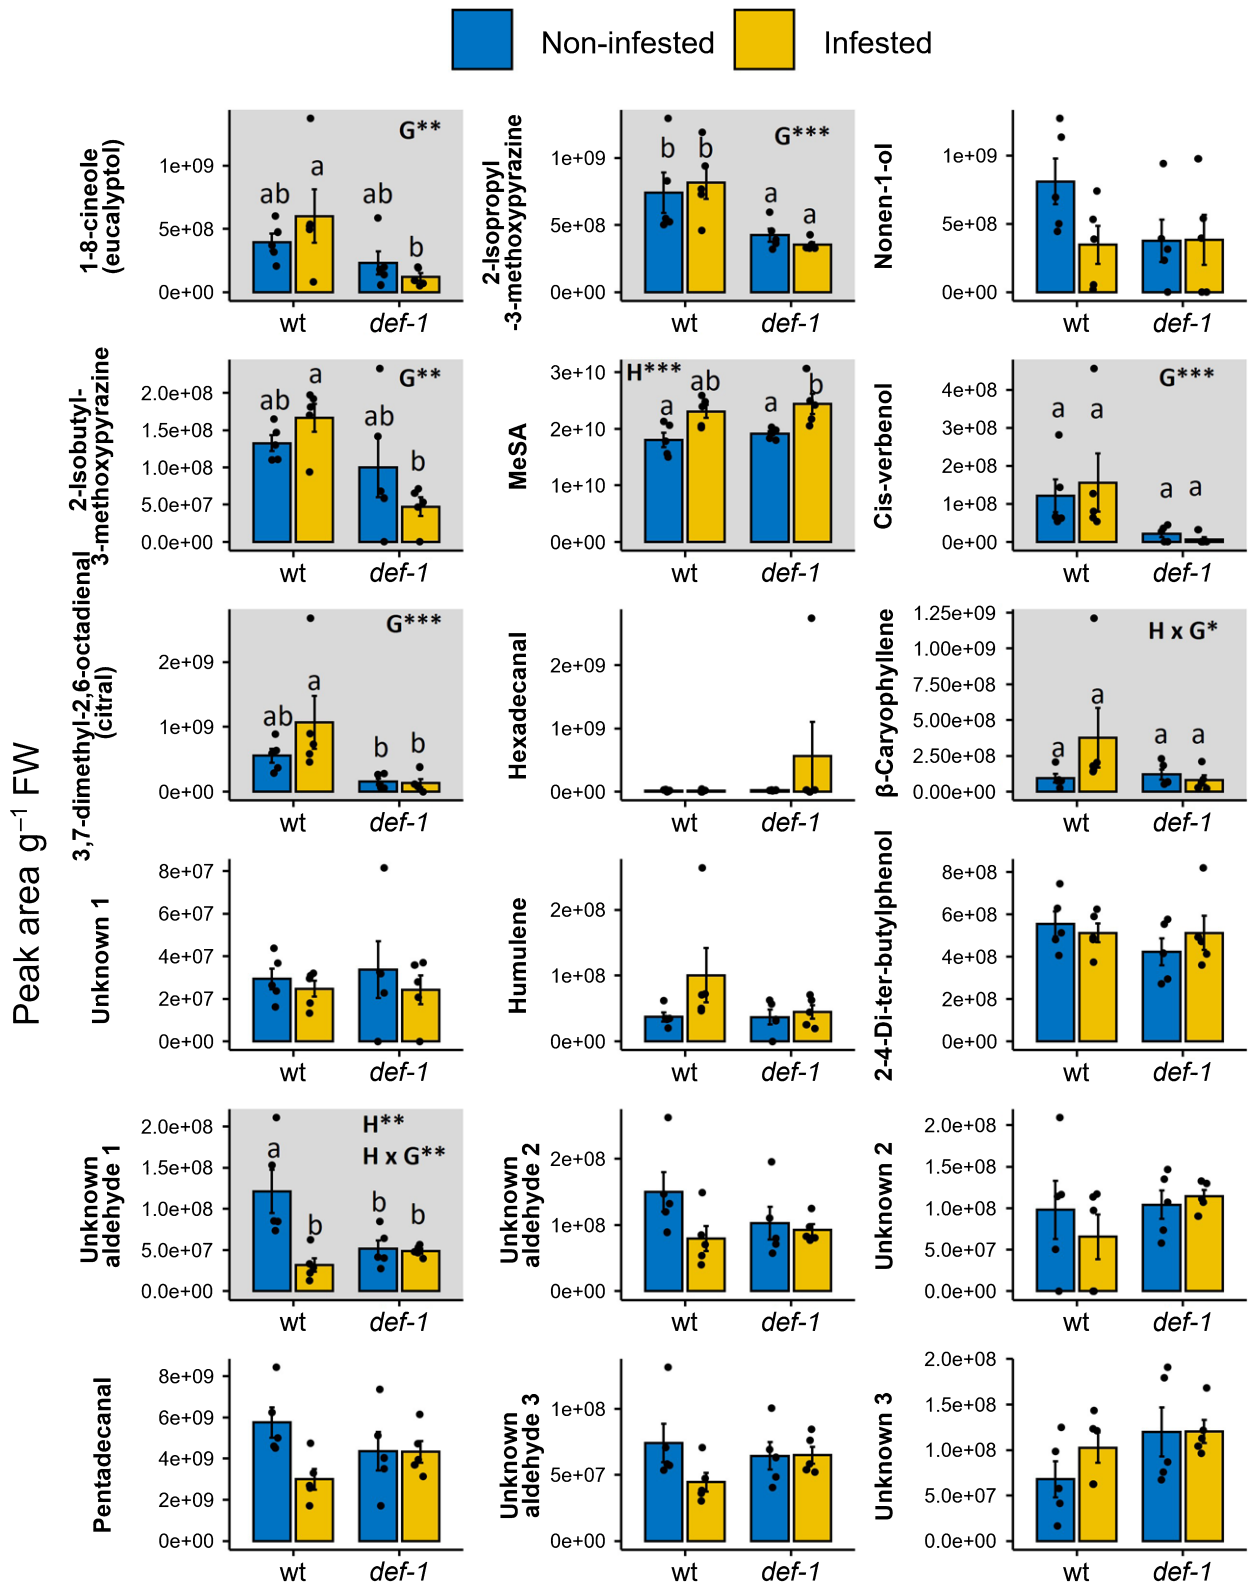 Non-infested Infested
Peak area g⁻¹ FW
1-8-cineole
(eucalyptol)
1e+09
5e+08
0e+00
G**
ab a ab b
wt def-1
2-Isopropyl
-3-methoxypyrazine
1e+09
5e+08
0e+00
G***
b b a a
wt def-1
Nonen-1-ol
1e+09
5e+08
0e+00
wt def-1
2-Isobutyl-
3-methoxypyrazine
2.0e+08
1.5e+08
1.0e+08
5.0e+07
0.0e+00
G**
ab a ab b
wt def-1
MeSA
3e+10
2e+10
1e+10
0e+00
H***
a ab a b
wt def-1
Cis-verbenol
4e+08
3e+08
2e+08
1e+08
0e+00
G***
a a a a
wt def-1
3,7-dimethyl-2,6-octadienal
(citral)
2e+09
1e+09
0e+00
G***
ab a b b
wt def-1
Hexadecanal
2e+09
1e+09
0e+00
wt def-1
β-Caryophyllene
1.25e+09
1.00e+09
7.50e+08
5.00e+08
2.50e+08
0.00e+00
H x G*
a a a a
wt def-1
Unknown 1
8e+07
6e+07
4e+07
2e+07
0e+00
wt def-1
Humulene
2e+08
1e+08
0e+00
wt def-1
2-4-Di-ter-butylphenol
8e+08
6e+08
4e+08
2e+08
0e+00
wt def-1
Unknown
aldehyde 1
2.0e+08
1.5e+08
1.0e+08
5.0e+07
0.0e+00
H**
H x G**
a b b b
wt def-1
Unknown
aldehyde 2
2e+08
1e+08
0e+00
wt def-1
Unknown 2
2.0e+08
1.5e+08
1.0e+08
5.0e+07
0.0e+00
wt def-1
Pentadecanal
8e+09
6e+09
4e+09
2e+09
0e+00
wt def-1
Unknown
aldehyde 3
1e+08
5e+07
0e+00
wt def-1
Unknown 3
2.0e+08
1.5e+08
1.0e+08
5.0e+07
0.0e+00
wt def-1